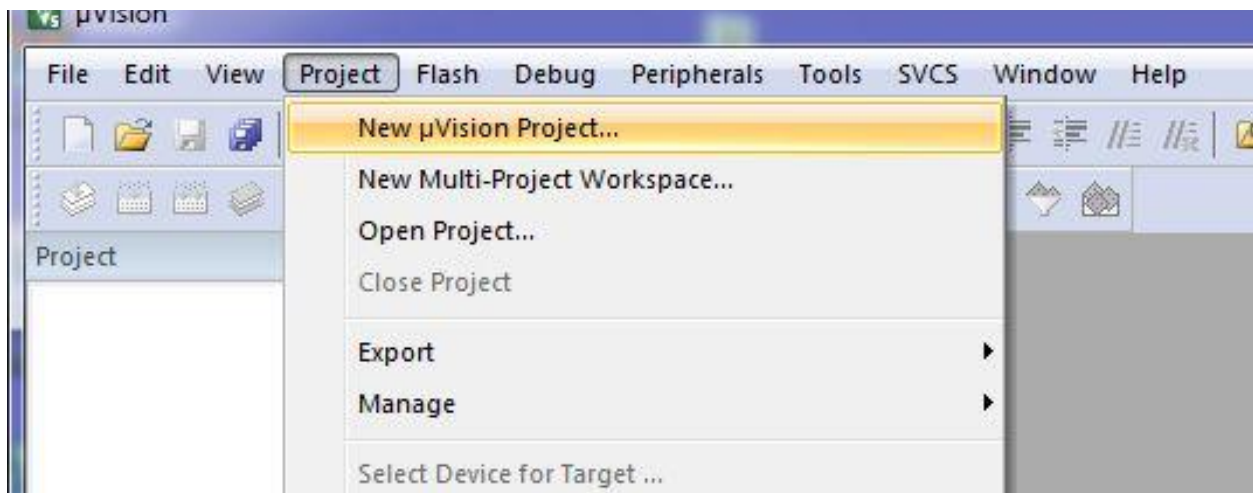 µVision
File Edit View Project Flash Debug Peripherals Tools SVCS Window Help
New µVision Project...
New Multi-Project Workspace...
Open Project...
Project
Close Project
Export
Manage
Select Device for Target ...